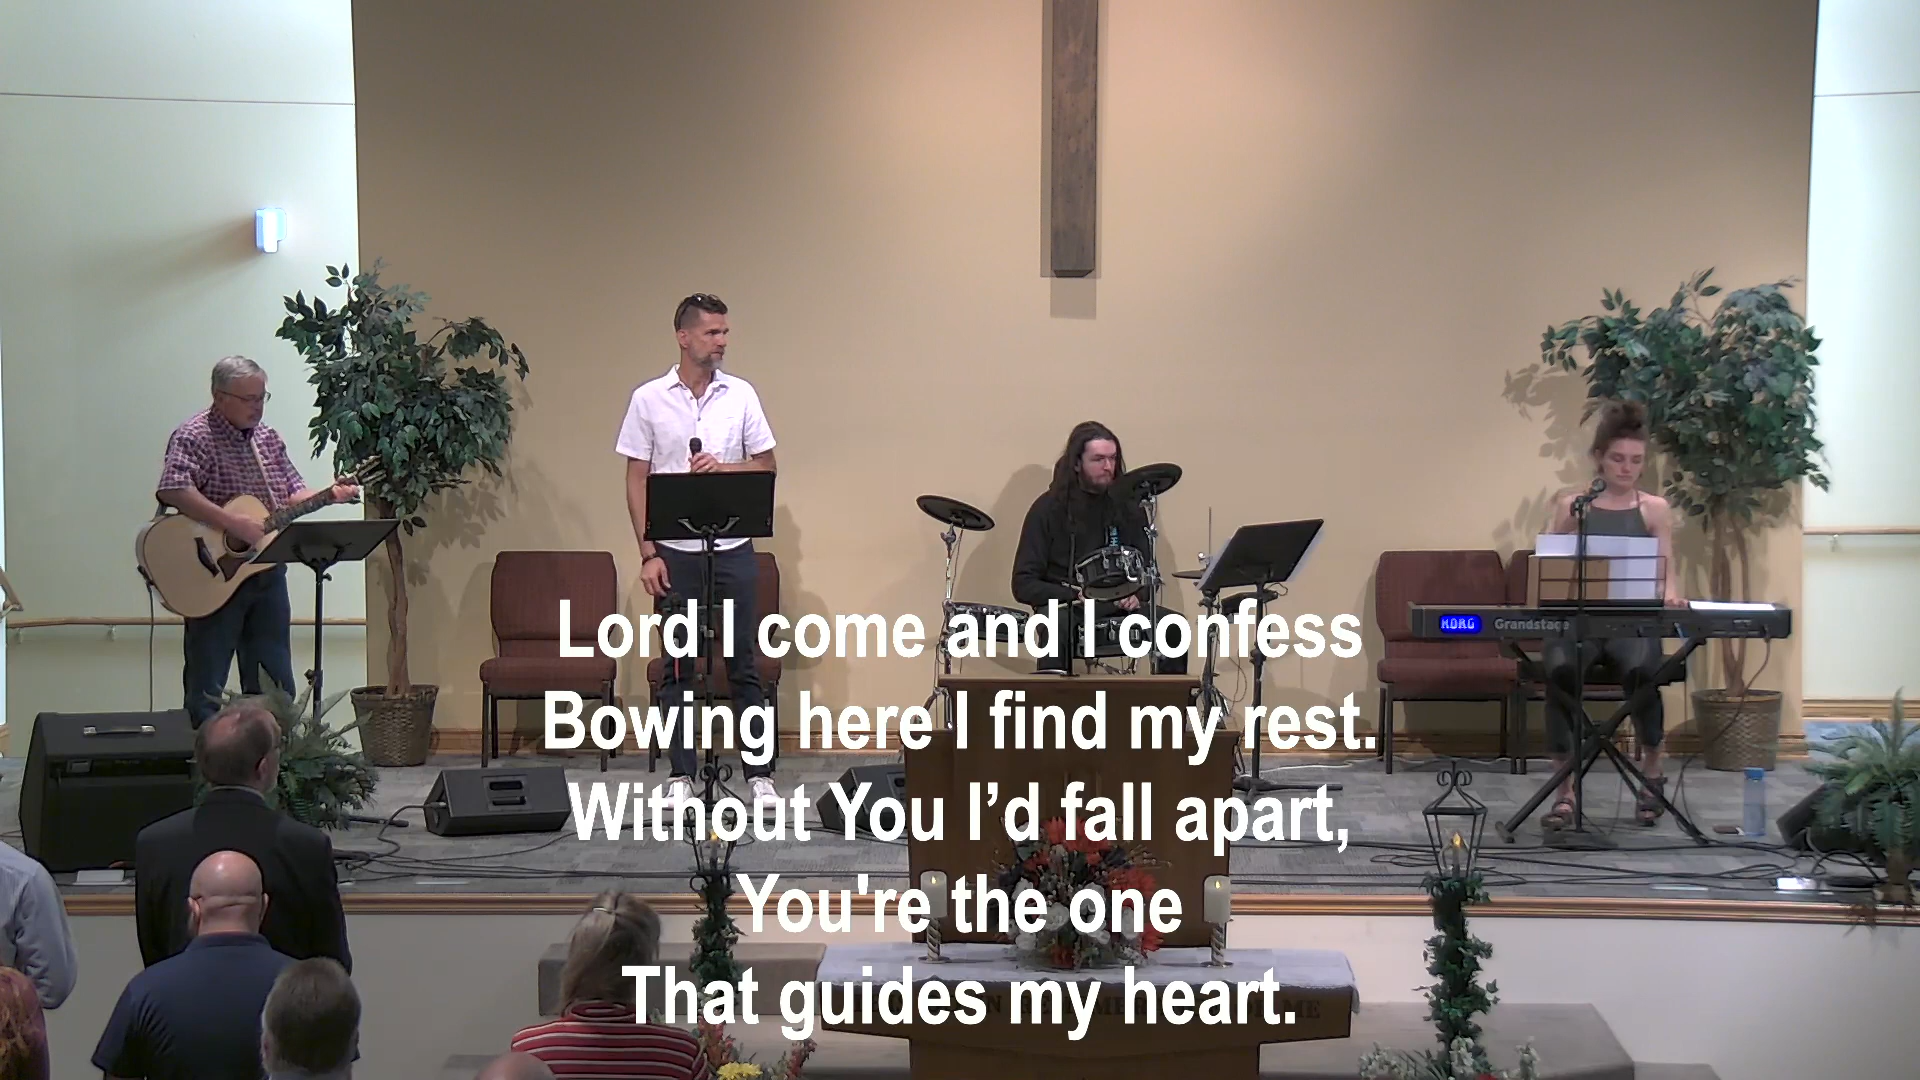 KORG Grandstage
Lord I come and I confess
Bowing here I find my rest.
Without You I’d fall apart,
You're the one
That guides my heart.